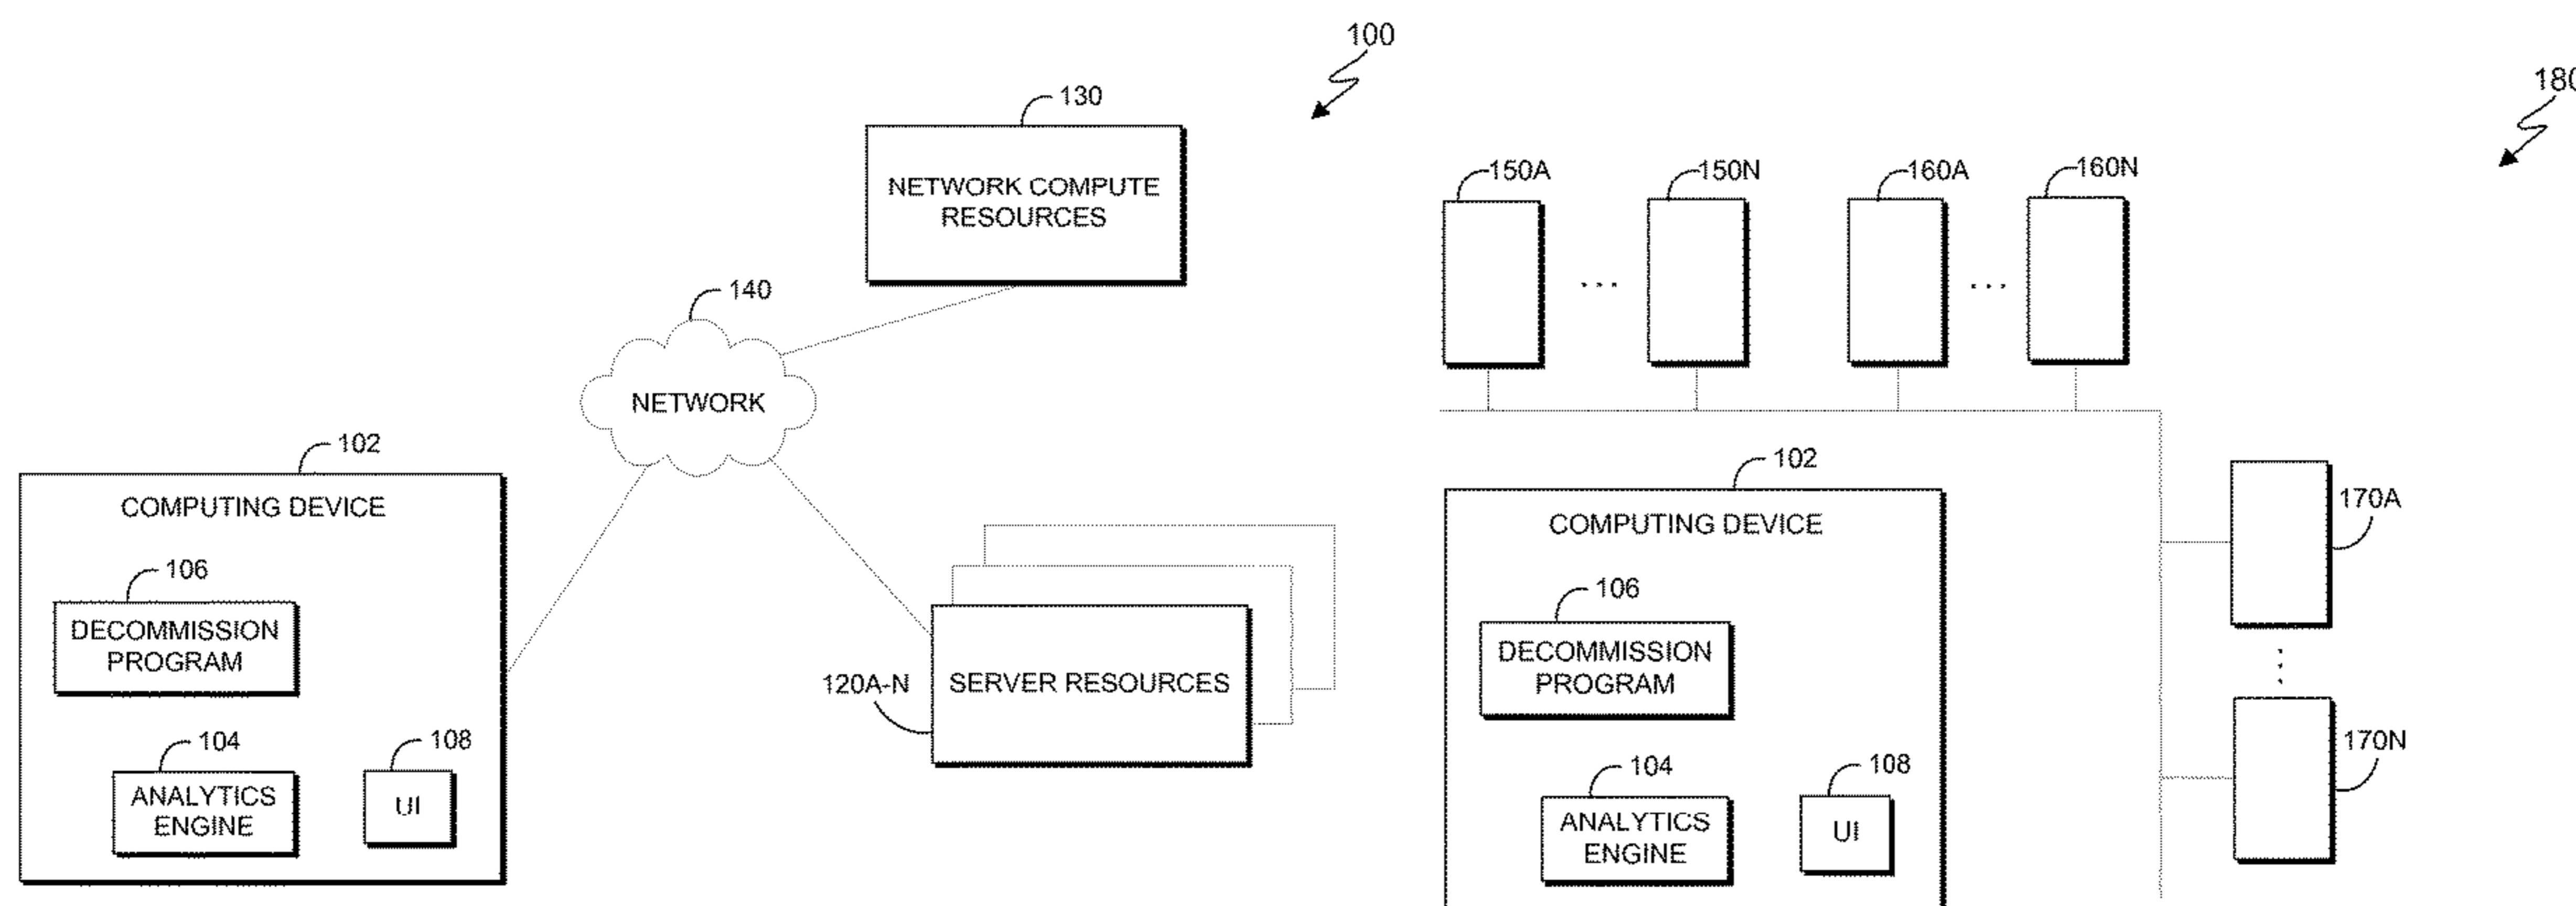 100
130
NETWORK COMPUTE
RESOURCES
140
NETWORK
102
COMPUTING DEVICE
106
DECOMMISSION
PROGRAM
104
ANALYTICS
ENGINE
108
UI
120A-N
SERVER RESOURCES
180
150A
150N
160A
160N
...
...
102
COMPUTING DEVICE
106
DECOMMISSION
PROGRAM
104
ANALYTICS
ENGINE
108
UI
170A
...
170N